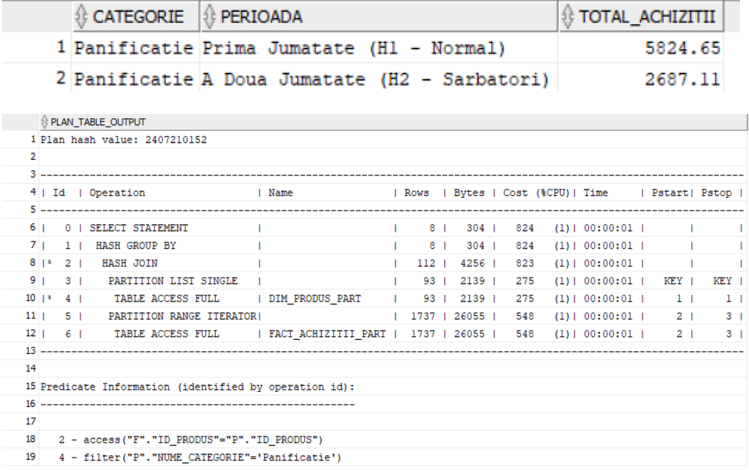 CATEGORIE PERIOADA TOTAL_ACHIZITII
1 Panificatie Prima Jumatate (H1 - Normal) 5824.65
2 Panificatie A Doua Jumatate (H2 - Sarbatori) 2687.11
PLAN_TABLE_OUTPUT
1 Plan hash value: 2407210152
2
3 --------------------------------------------------------------------------------------------------------------
4 | Id | Operation | Name | Rows | Bytes | Cost (%CPU)| Time | Pstart| Pstop |
5 --------------------------------------------------------------------------------------------------------------
6 | 0 | SELECT STATEMENT | | 8 | 304 | 824 (1)| 00:00:01 | | |
7 | 1 | HASH GROUP BY | | 8 | 304 | 824 (1)| 00:00:01 | | |
8 |* 2 | HASH JOIN | | 112 | 4256 | 823 (1)| 00:00:01 | | |
9 | 3 | PARTITION LIST SINGLE | | 93 | 2139 | 275 (1)| 00:00:01 | KEY | KEY |
10 |* 4 | TABLE ACCESS FULL | DIM_PRODUS_PART | 93 | 2139 | 275 (1)| 00:00:01 | 1 | 1 |
11 | 5 | PARTITION RANGE ITERATOR| | 1737 | 26055 | 548 (1)| 00:00:01 | 2 | 3 |
12 | 6 | TABLE ACCESS FULL | FACT_ACHIZITII_PART | 1737 | 26055 | 548 (1)| 00:00:01 | 2 | 3 |
13 --------------------------------------------------------------------------------------------------------------
14
15 Predicate Information (identified by operation id):
16 ---------------------------------------------------
17
18 2 - access("F"."ID_PRODUS"="P"."ID_PRODUS")
19 4 - filter("P"."NUME_CATEGORIE"='Panificatie')